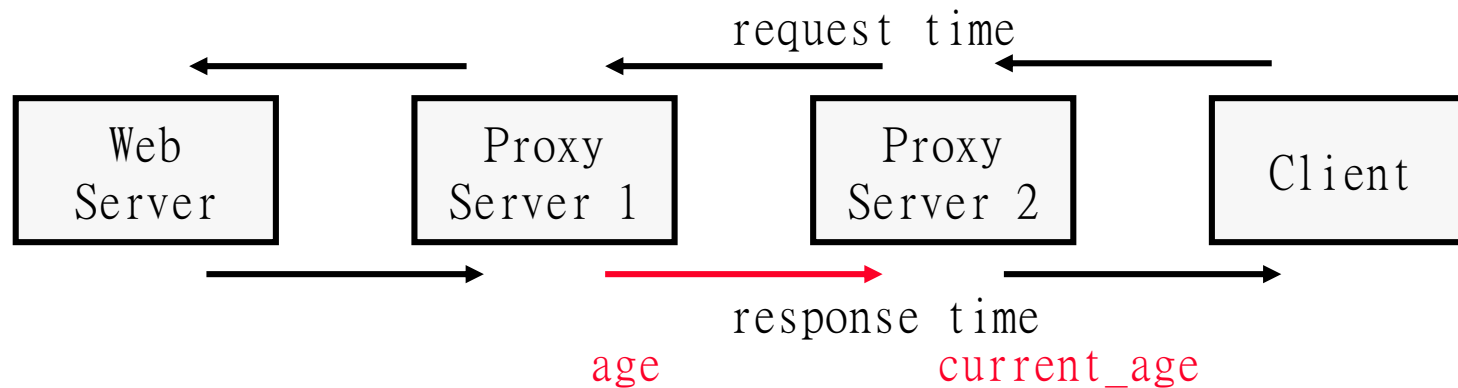 request time
Web
Server
Proxy
Server 1
Proxy
Server 2
Client
response time
age
current_age